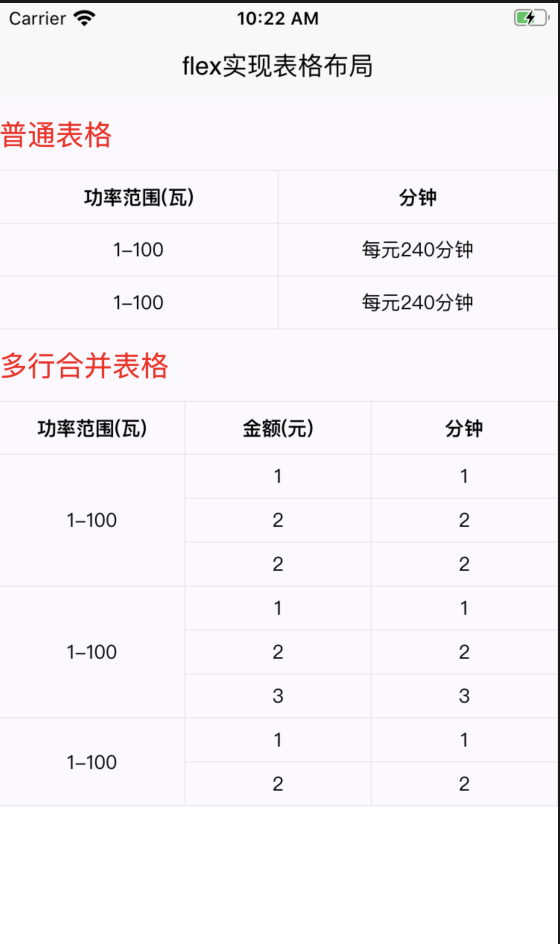 Carrier 10:22 AM
flex实现表格布局
普通表格
功率范围(瓦) 分钟
1–100 每元240分钟
1–100 每元240分钟
多行合并表格
功率范围(瓦) 金额(元) 分钟
1–100
1 1
2 2
2 2
1–100
1 1
2 2
3 3
1–100
1 1
2 2